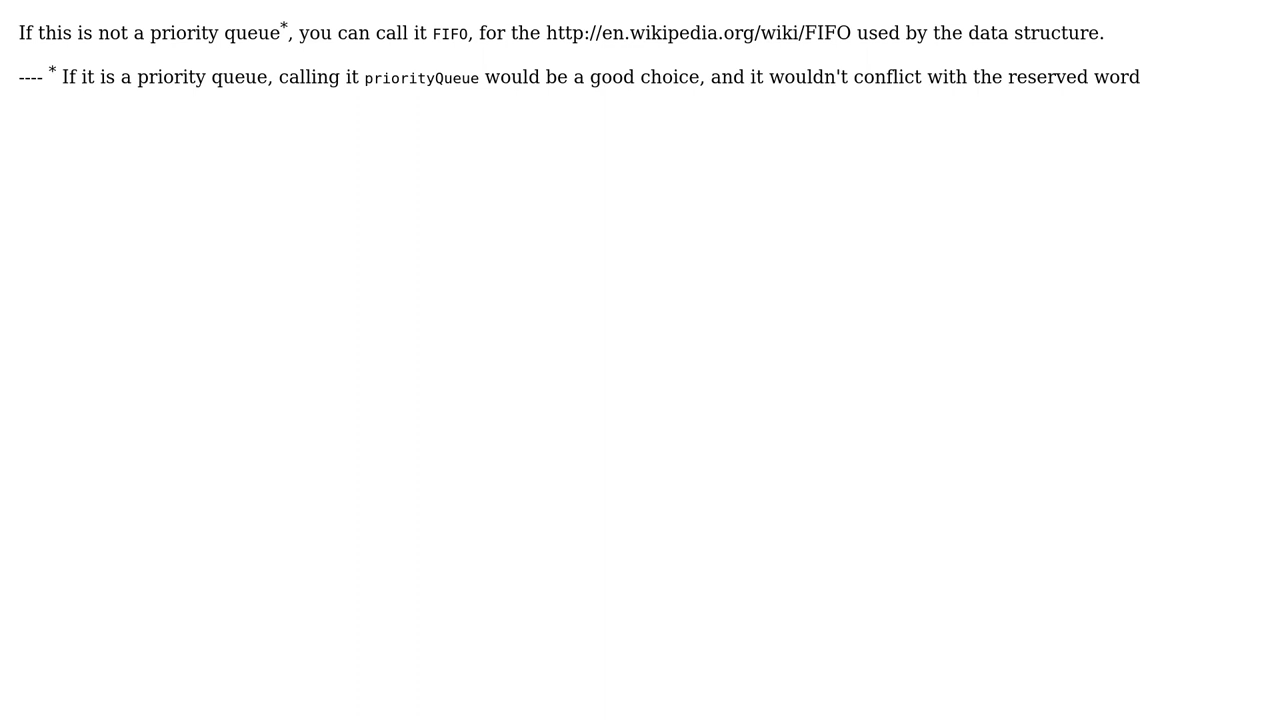 If this is not a priority queue*, you can call it FIFO, for the http://en.wikipedia.org/wiki/FIFO used by the data structure.
---- * If it is a priority queue, calling it priorityQueue would be a good choice, and it wouldn't conflict with the reserved word